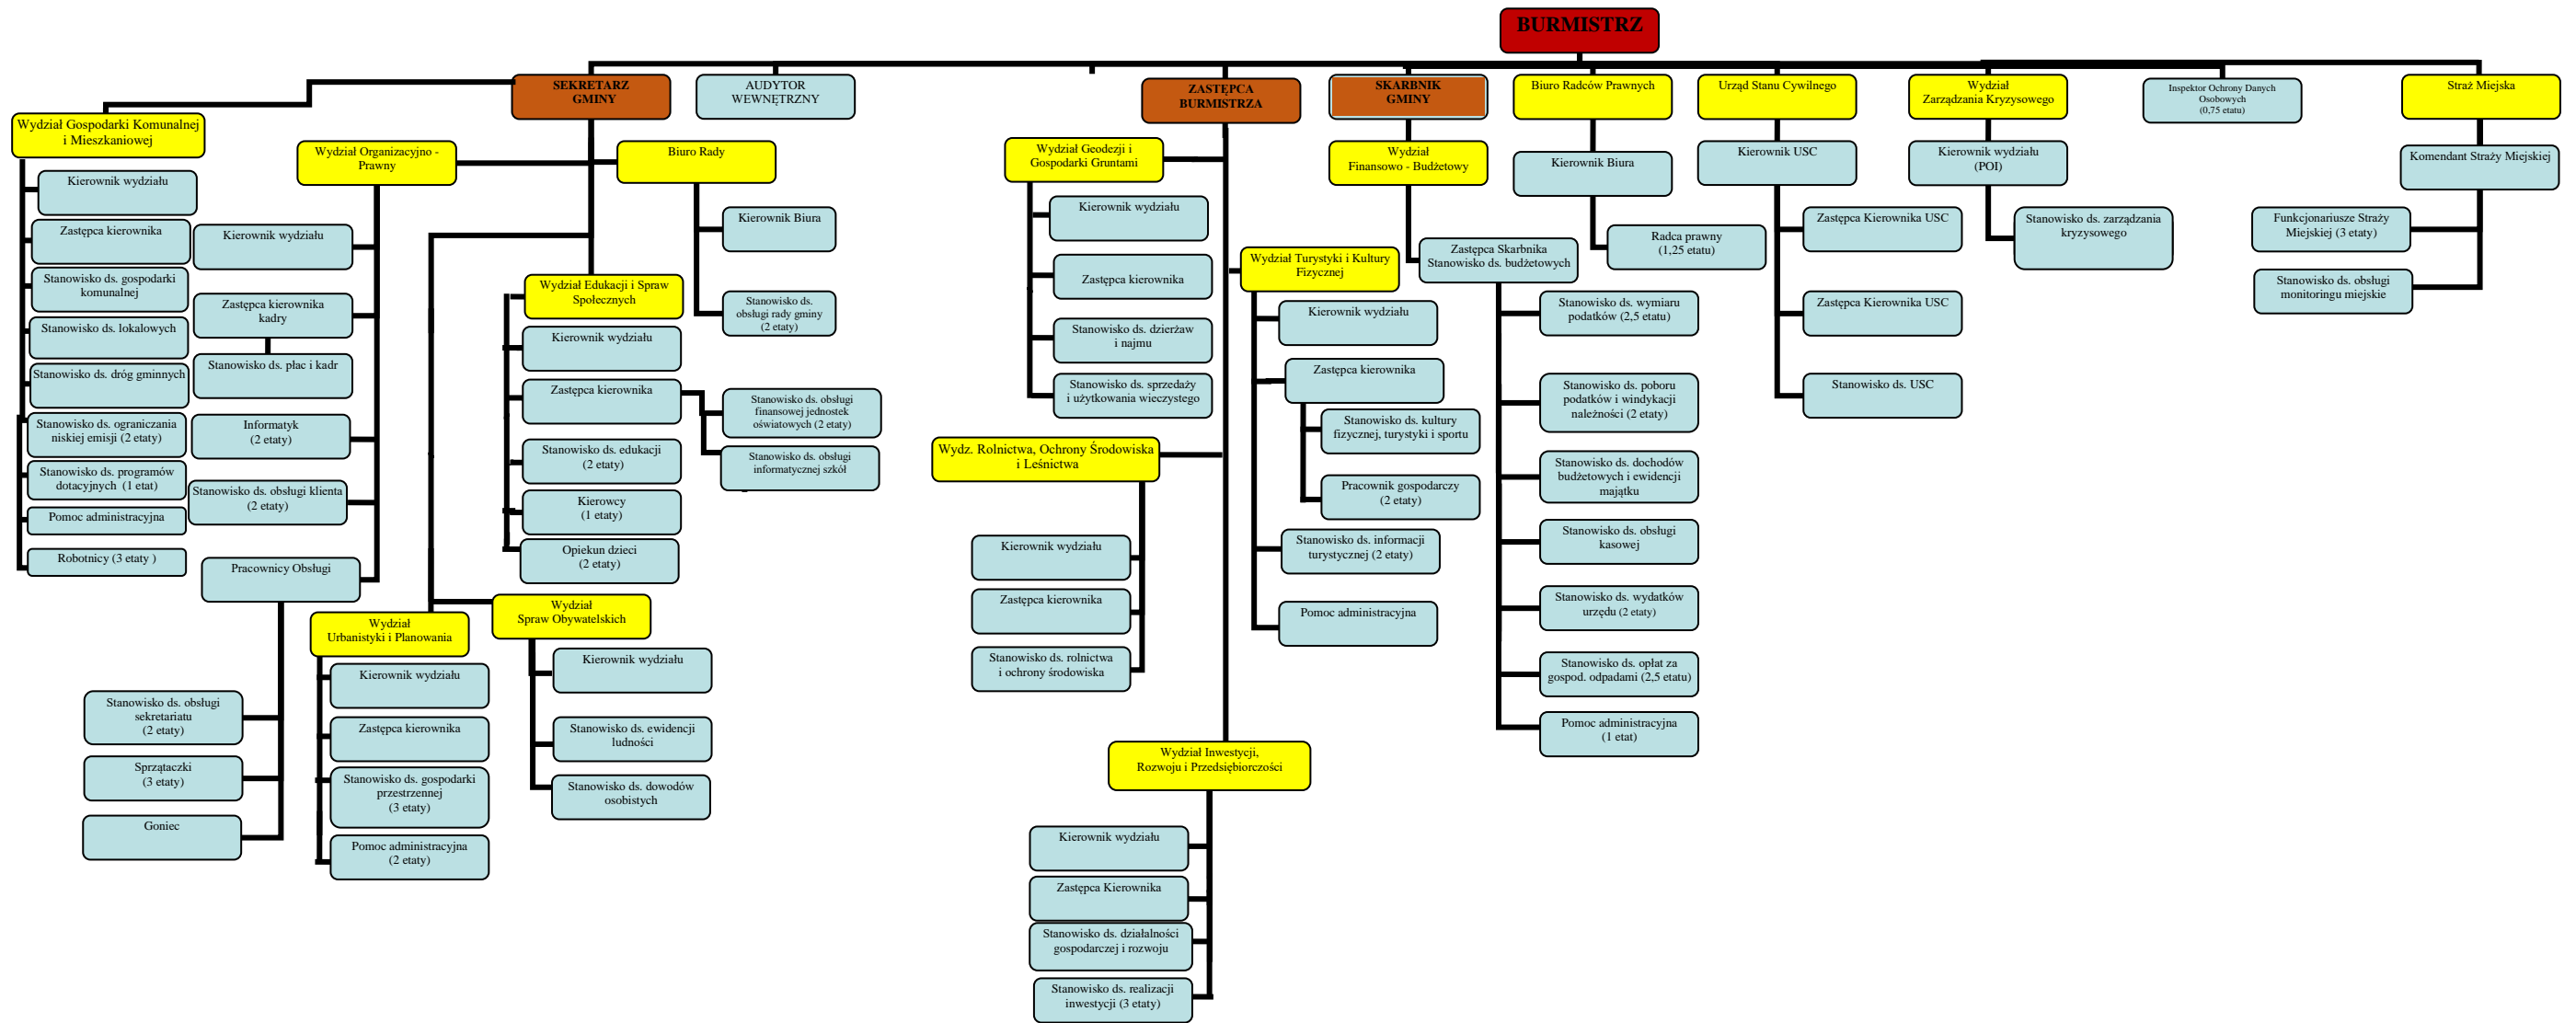 BURMISTRZ
SEKRETARZ
GMINY
AUDYTOR
WEWNĘTRZNY
ZASTĘPCA
BURMISTRZA
SKARBNIK
GMINY
Biuro Radców Prawnych
Urząd Stanu Cywilnego
Wydział
Zarządzania Kryzysowego
Inspektor Ochrony Danych
Osobowych
(0,75 etatu)
Straż Miejska
Wydział Gospodarki Komunalnej
i Mieszkaniowej
Kierownik wydziału
Zastępca kierownika
Stanowisko ds. gospodarki
komunalnej
Stanowisko ds. lokalowych
Stanowisko ds. dróg gminnych
Stanowisko ds. ograniczania
niskiej emisji (2 etaty)
Stanowisko ds. programów
dotacyjnych (1 etat)
Pomoc administracyjna
Robotnicy (3 etaty )
Wydział Organizacyjno -
Prawny
Kierownik wydziału
Zastępca kierownika
kadry
Stanowisko ds. płac i kadr
Informatyk
(2 etaty)
Stanowisko ds. obsługi klienta
(2 etaty)
Pracownicy Obsługi
Stanowisko ds. obsługi
sekretariatu
(2 etaty)
Sprzątaczki
(3 etaty)
Goniec
Biuro Rady
Kierownik Biura
Stanowisko ds.
obsługi rady gminy
(2 etaty)
Wydział Edukacji i Spraw
Społecznych
Kierownik wydziału
Zastępca kierownika
Stanowisko ds. obsługi
finansowej jednostek
oświatowych (2 etaty)
Stanowisko ds. obsługi
informatycznej szkół
Stanowisko ds. edukacji
(2 etaty)
Kierowcy
(1 etaty)
Opiekun dzieci
(2 etaty)
Wydział
Urbanistyki i Planowania
Kierownik wydziału
Zastępca kierownika
Stanowisko ds. gospodarki
przestrzennej
(3 etaty)
Pomoc administracyjna
(2 etaty)
Wydział
Spraw Obywatelskich
Kierownik wydziału
Stanowisko ds. ewidencji
ludności
Stanowisko ds. dowodów
osobistych
Wydział Geodezji i
Gospodarki Gruntami
Kierownik wydziału
Zastępca kierownika
Stanowisko ds. dzierżaw
i najmu
Stanowisko ds. sprzedaży
i użytkowania wieczystego
Wydz. Rolnictwa, Ochrony Środowiska
i Leśnictwa
Kierownik wydziału
Zastępca kierownika
Stanowisko ds. rolnictwa
i ochrony środowiska
Wydział Turystyki i Kultury
Fizycznej
Kierownik wydziału
Zastępca kierownika
Stanowisko ds. kultury
fizycznej, turystyki i sportu
Pracownik gospodarczy
(2 etaty)
Stanowisko ds. informacji
turystycznej (2 etaty)
Pomoc administracyjna
Wydział Inwestycji,
Rozwoju i Przedsiębiorczości
Kierownik wydziału
Zastępca Kierownika
Stanowisko ds. działalności
gospodarczej i rozwoju
Stanowisko ds. realizacji
inwestycji (3 etaty)
Wydział
Finansowo - Budżetowy
Zastępca Skarbnika
Stanowisko ds. budżetowych
Stanowisko ds. wymiaru
podatków (2,5 etatu)
Stanowisko ds. poboru
podatków i windykacji
należności (2 etaty)
Stanowisko ds. dochodów
budżetowych i ewidencji
majątku
Stanowisko ds. obsługi
kasowej
Stanowisko ds. wydatków
urzędu (2 etaty)
Stanowisko ds. opłat za
gospod. odpadami (2,5 etatu)
Pomoc administracyjna
(1 etat)
Kierownik Biura
Radca prawny
(1,25 etatu)
Kierownik USC
Zastępca Kierownika USC
Zastępca Kierownika USC
Stanowisko ds. USC
Kierownik wydziału
(POI)
Stanowisko ds. zarządzania
kryzysowego
Komendant Straży Miejskiej
Funkcjonariusze Straży
Miejskiej (3 etaty)
Stanowisko ds. obsługi
monitoringu miejskie